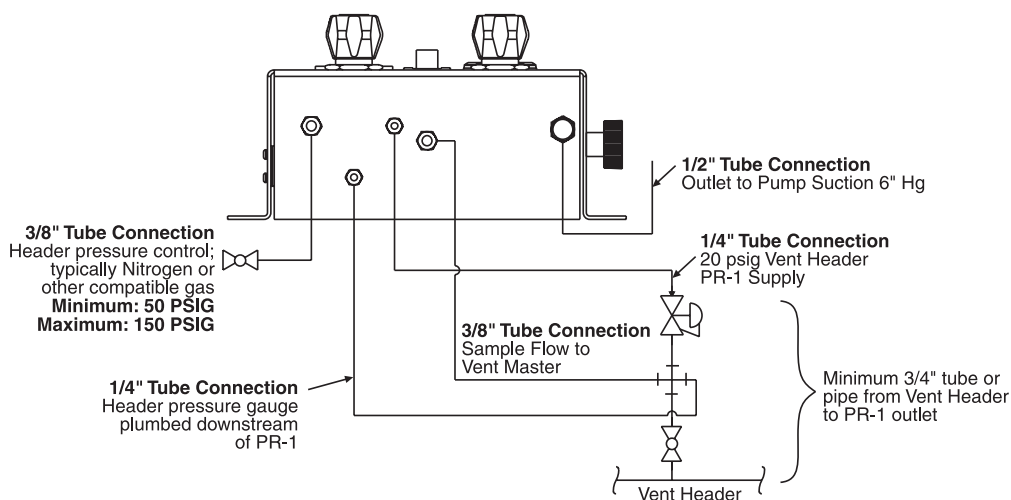 1/2" Tube Connection
Outlet to Pump Suction 6" Hg
3/8" Tube Connection
Header pressure control;
typically Nitrogen or
other compatible gas
Minimum: 50 PSIG
Maximum: 150 PSIG
1/4" Tube Connection
20 psig Vent Header
PR-1 Supply
3/8" Tube Connection
Sample Flow to
Vent Master
1/4" Tube Connection
Header pressure gauge
plumbed downstream
of PR-1
Minimum 3/4" tube or
pipe from Vent Header
to PR-1 outlet
Vent Header